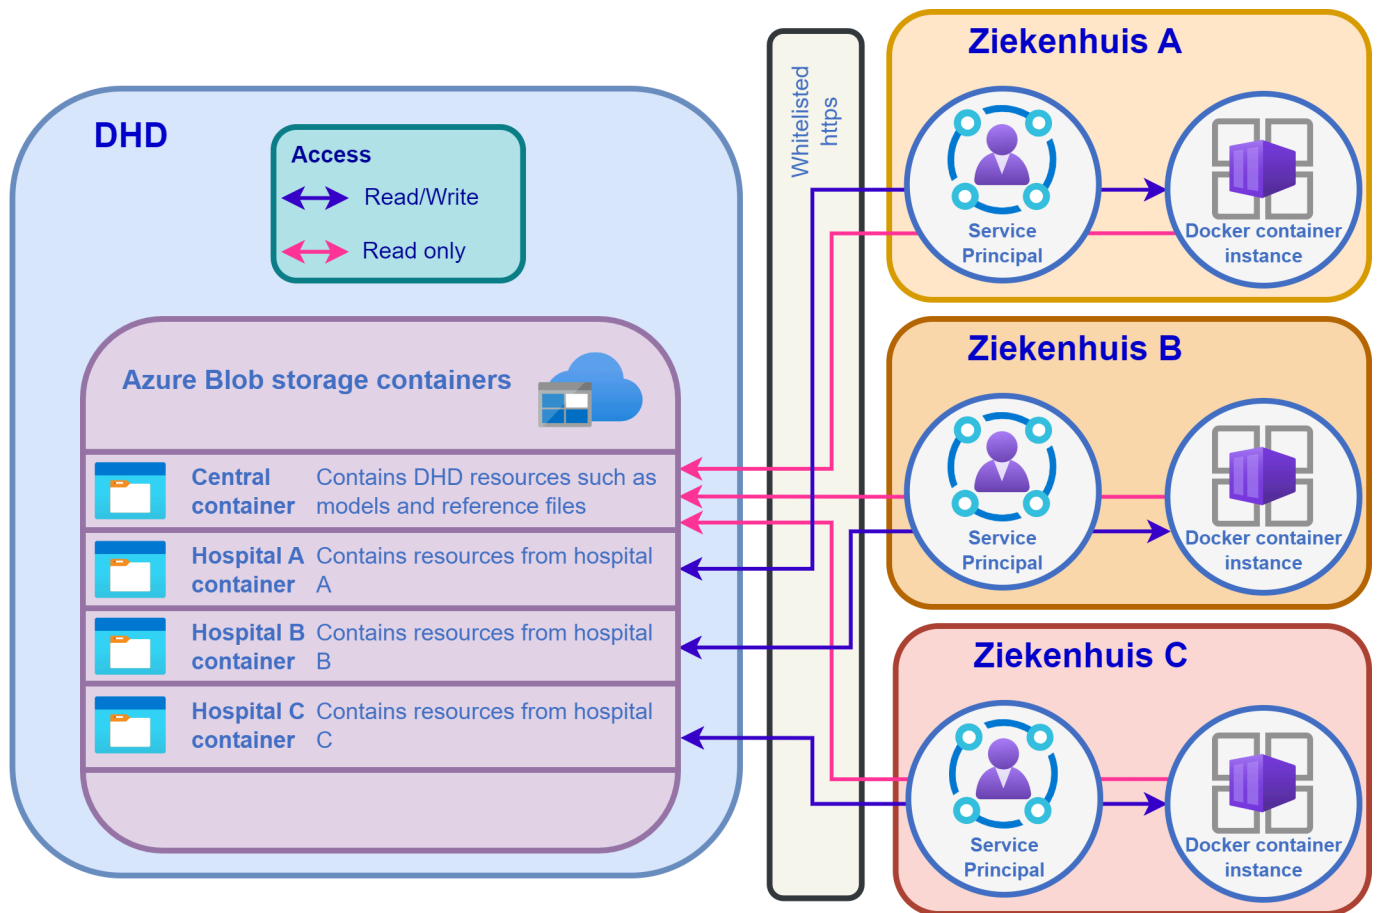 DHD
Access
Read/Write
Read only
Azure Blob storage containers
Central
container
Contains DHD resources such as
models and reference files
Hospital A
container
Contains resources from hospital
A
Hospital B
container
Contains resources from hospital
B
Hospital C
container
Contains resources from hospital
C
Whitelisted
https
Ziekenhuis A
Service
Principal
Docker container
instance
Ziekenhuis B
Service
Principal
Docker container
instance
Ziekenhuis C
Service
Principal
Docker container
instance